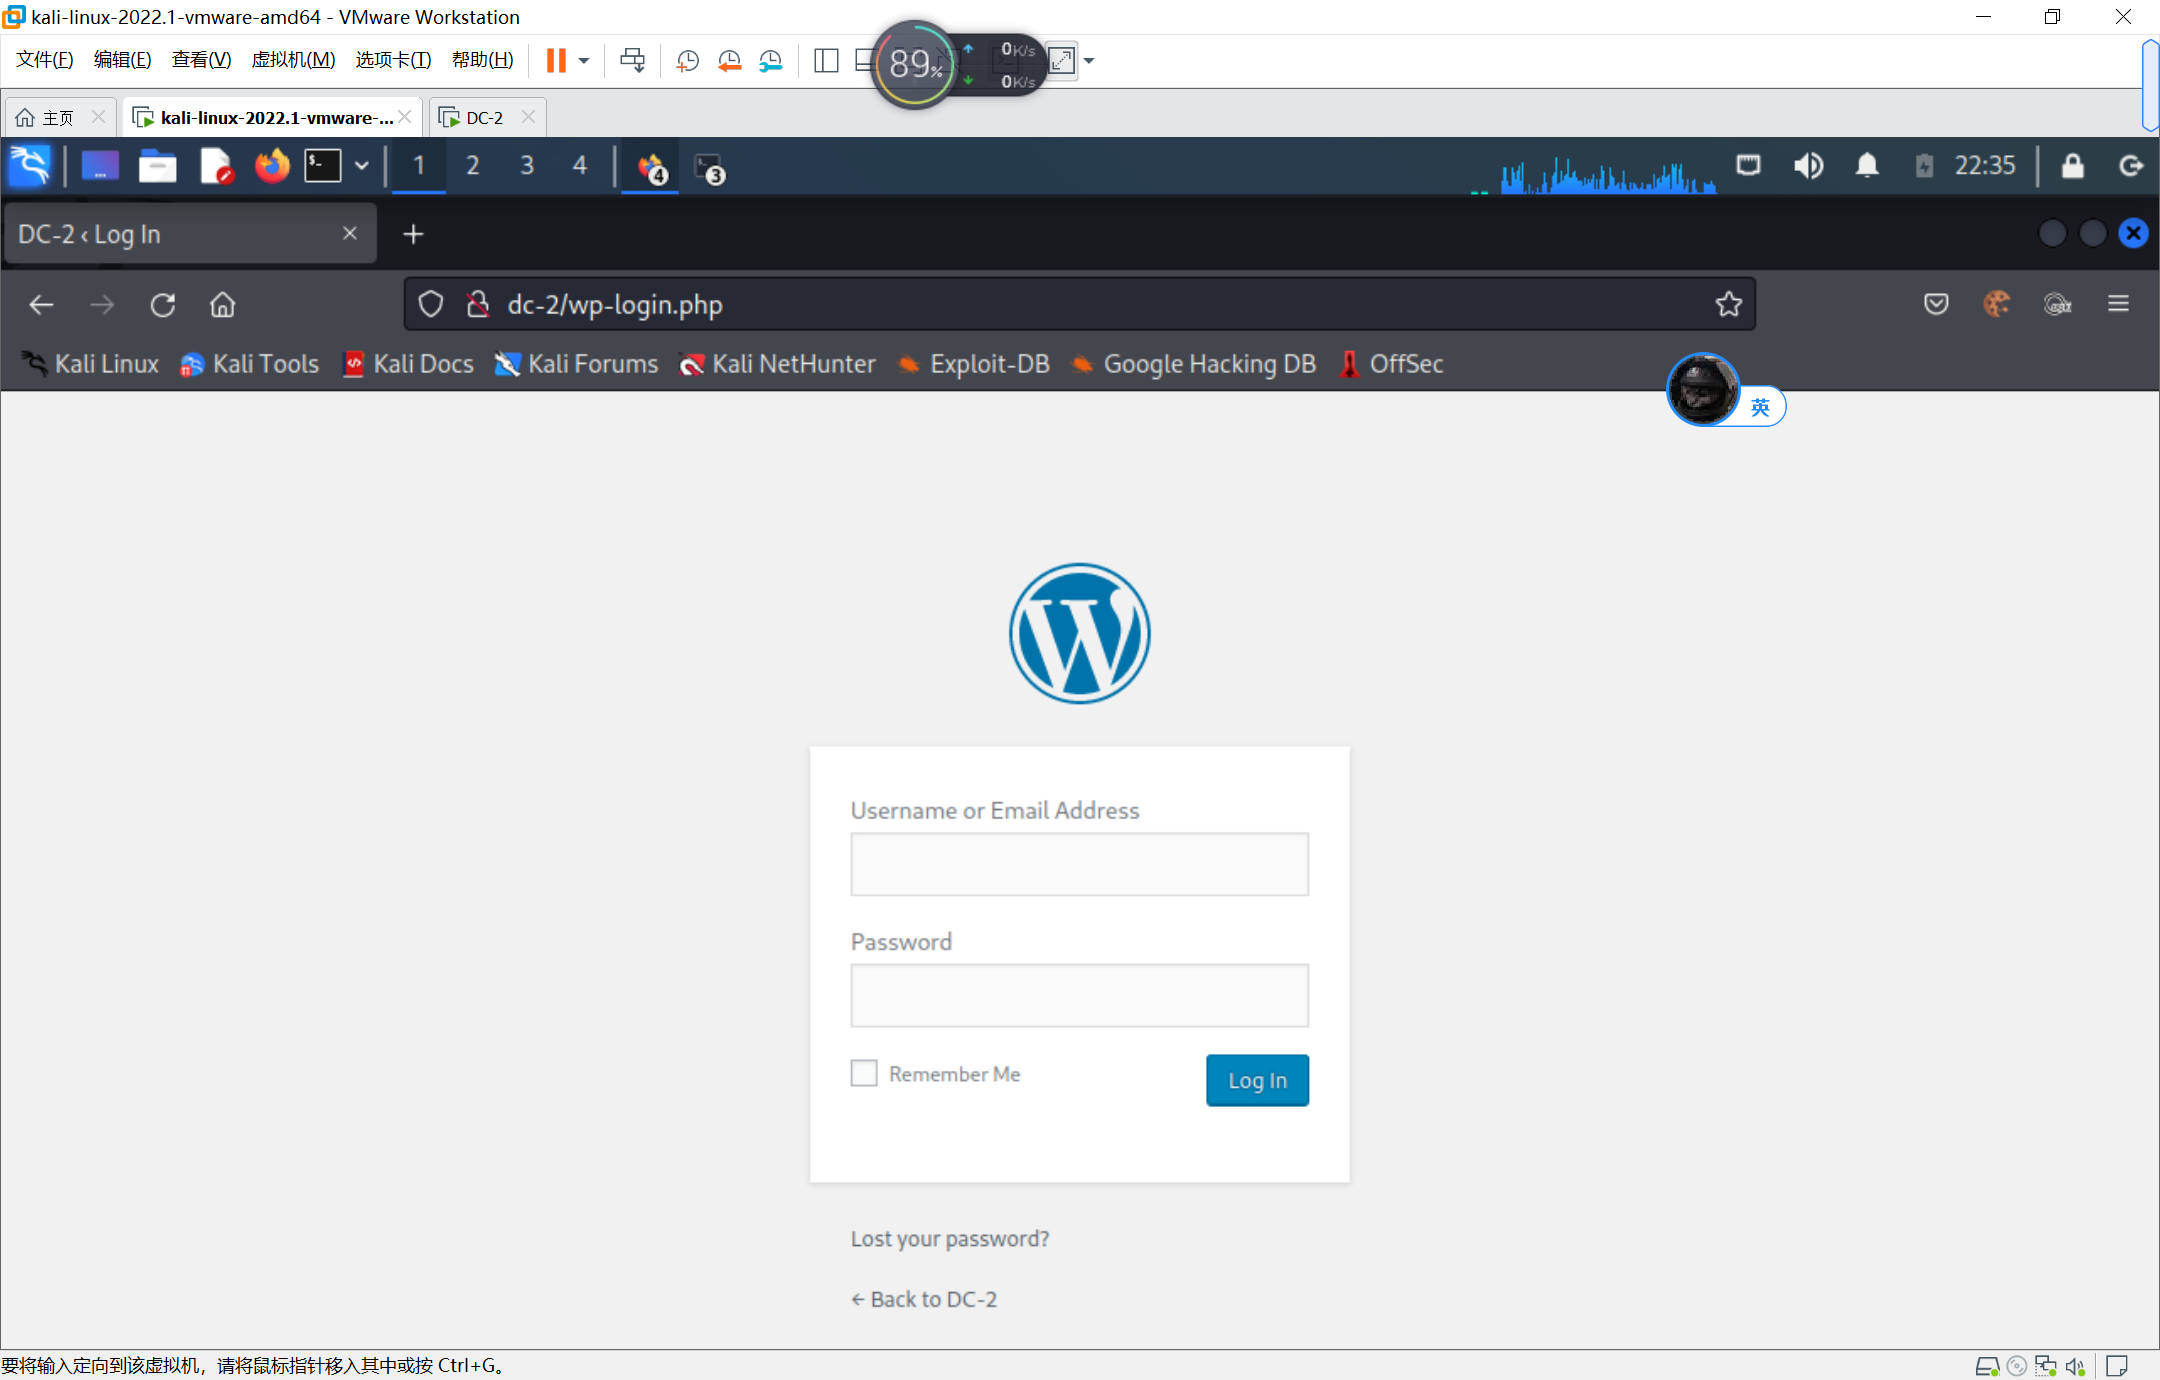 kali-linux-2022.1-vmware-amd64 - VMware Workstation
文件(F) 编辑(E) 查看(V) 虚拟机(M) 选项卡(T) 帮助(H)
89%
0K/s
0K/s
主页 kali-linux-2022.1-vmware-... DC-2
1 2 3 4 4 3 22:35
DC-2 ‹ Log In
dc-2/wp-login.php
Kali Linux Kali Tools Kali Docs Kali Forums Kali NetHunter Exploit-DB Google Hacking DB OffSec
英
Username or Email Address
Password
Remember Me Log In
Lost your password?
← Back to DC-2
要将输入定向到该虚拟机，请将鼠标指针移入其中或按 Ctrl+G。